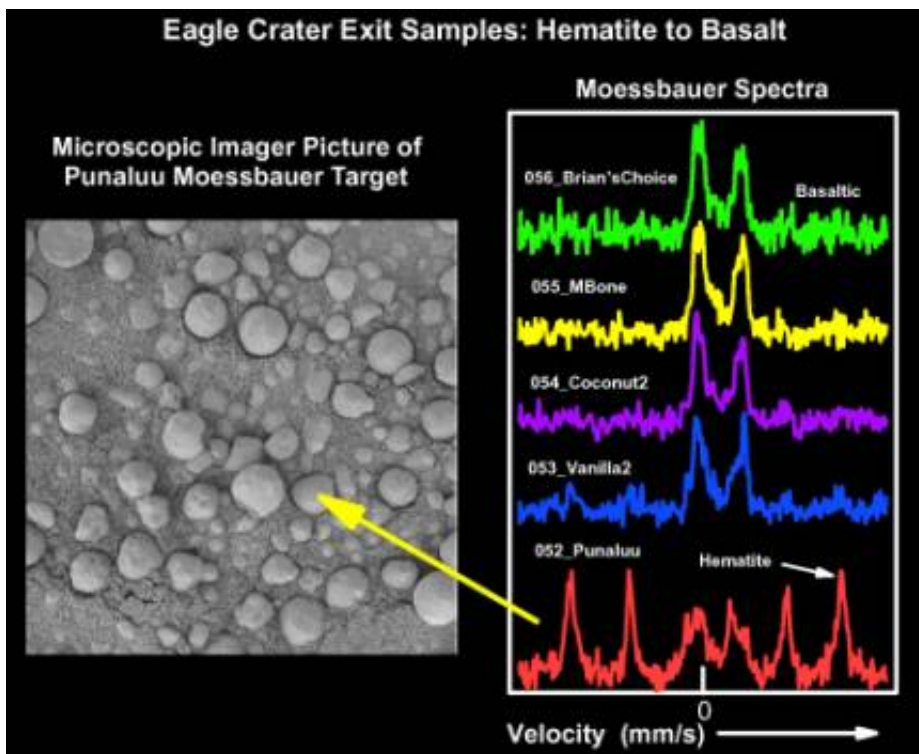 Eagle Crater Exit Samples: Hematite to Basalt
Microscopic Imager Picture of
Punaluu Moessbauer Target
Moessbauer Spectra
056_Brian'sChoice
Basaltic
055_MBone
054_Coconut2
053_Vanilla2
052_Punaluu
Hematite
0
Velocity (mm/s)